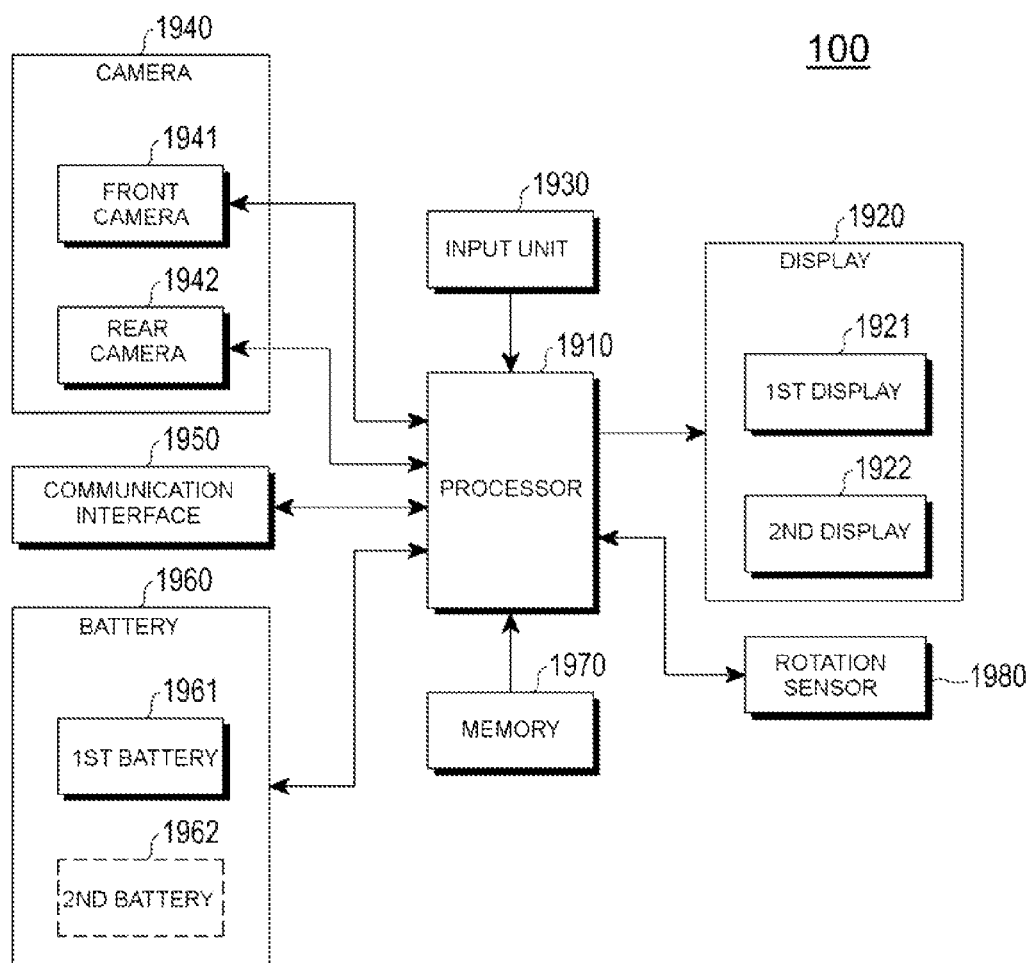 100
1940
CAMERA
1941
FRONT
CAMERA
1942
REAR
CAMERA
1950
COMMUNICATION
INTERFACE
1960
BATTERY
1961
1ST BATTERY
1962
2ND BATTERY
1930
INPUT UNIT
1910
PROCESSOR
1970
MEMORY
1920
DISPLAY
1921
1ST DISPLAY
1922
2ND DISPLAY
ROTATION
SENSOR
1980